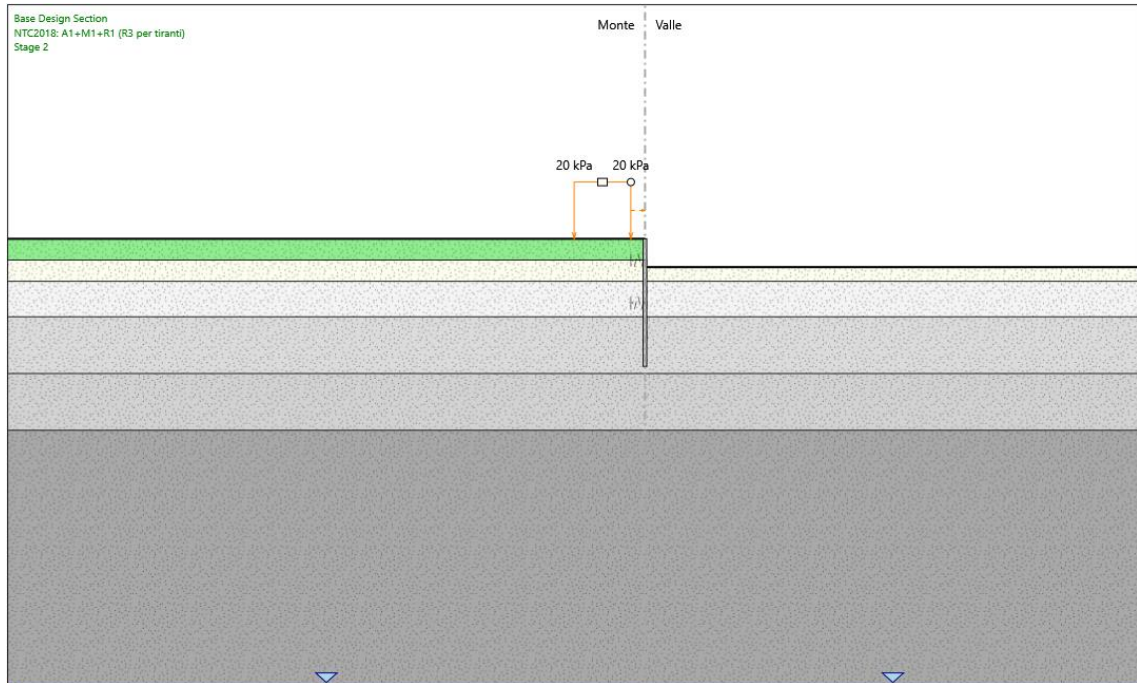 Base Design Section
NTC2018: A1+M1+R1 (R3 per tiranti)
Stage 2
Monte
Valle
20 kPa
20 kPa